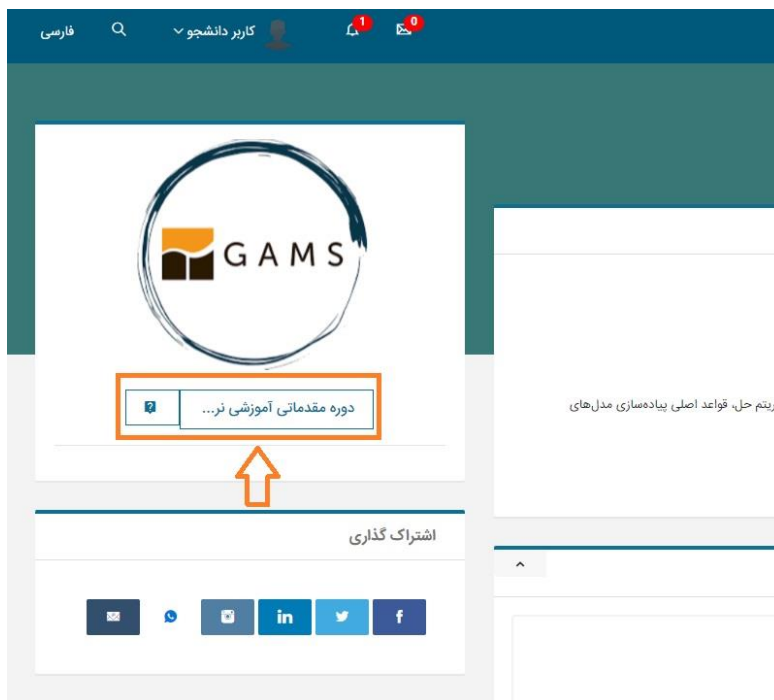 0
1
کاربر دانشجو
فارسی
GAMS
ریتم حل، قواعد اصلی پیاده‌سازی مدل‌های
دوره مقدماتی آموزشی نر...
اشتراک گذاری